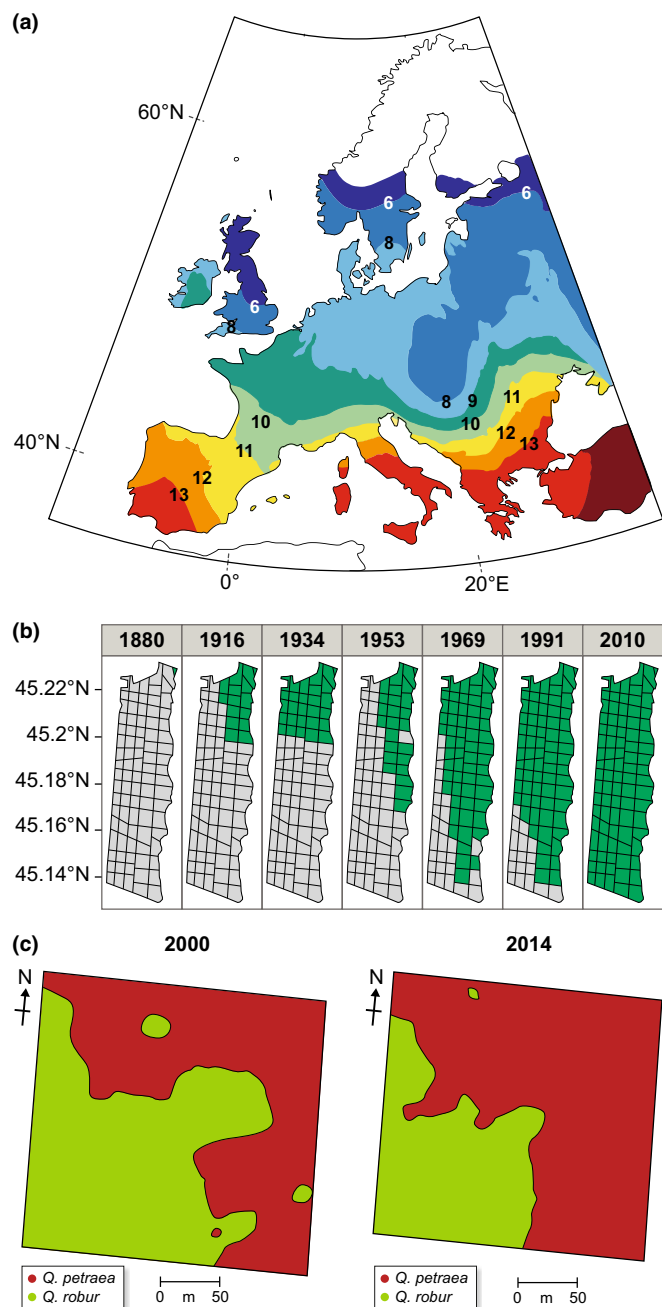 (a)
60°N
6
6
8
6
8
8
9
11
10
10
11
12
12
13
13
40°N
0°
20°E
(b)
1880 1916 1934 1953 1969 1991 2010
45.22°N
45.2°N
45.18°N
45.16°N
45.14°N
(c)
2000 2014
N N
Q. petraea
Q. robur
0 m 50
Q. petraea
Q. robur
0 m 50